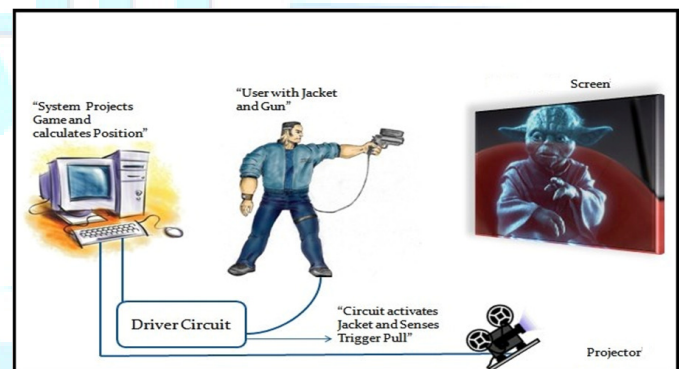 “System Projects
Game and
calculates Position”
“User with Jacket
and Gun”
Screen
Driver Circuit
“Circuit activates
Jacket and Senses
Trigger Pull”
Projector